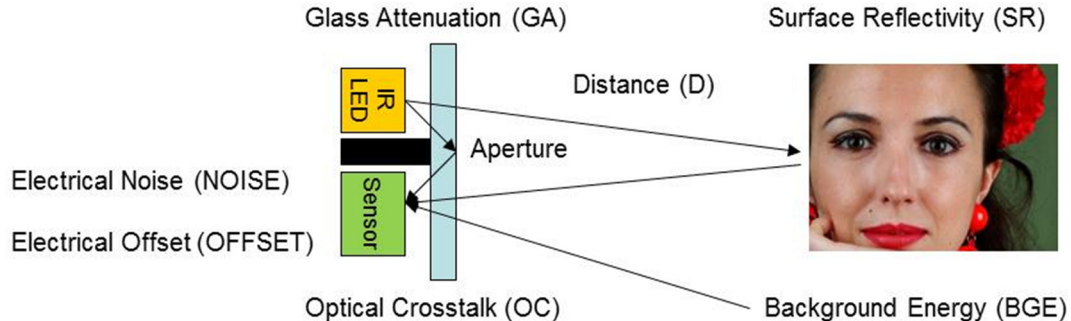 Glass Attenuation (GA)
Surface Reflectivity (SR)
IR
LED
Distance (D)
Aperture
Electrical Noise (NOISE)
Sensor
Electrical Offset (OFFSET)
Optical Crosstalk (OC)
Background Energy (BGE)